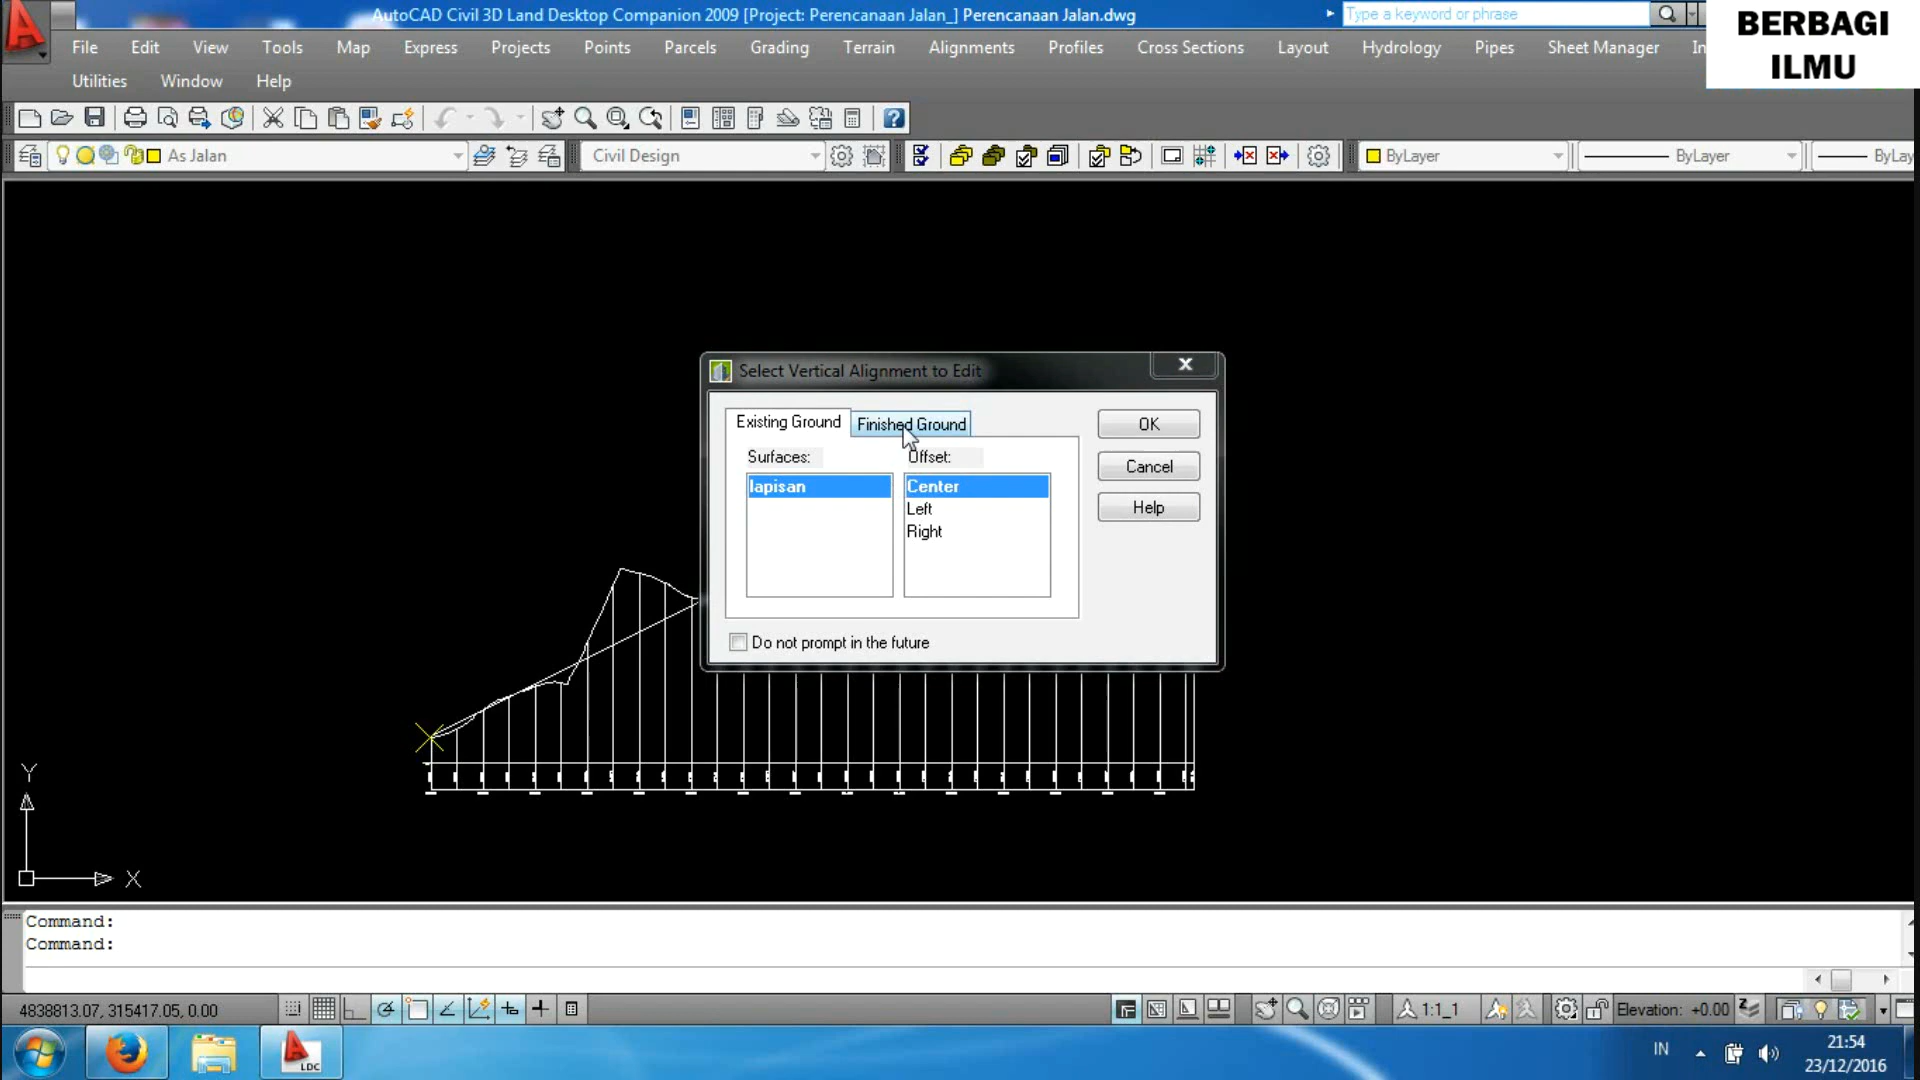 AutoCAD Civil 3D Land Desktop Companion 2009 [Project: Perencanaan Jalan_] Perencanaan Jalan.dwg
Type a keyword or phrase
BERBAGI
ILMU
File Edit View Tools Map Express Projects Points Parcels Grading Terrain Alignments Profiles Cross Sections Layout Hydrology Pipes Sheet Manager In
Utilities Window Help
As Jalan
Civil Design
ByLayer
ByLayer
ByLay
Select Vertical Alignment to Edit
Existing Ground
Finished Ground
Surfaces:
Offset:
lapisan
Center
Left
Right
OK
Cancel
Help
Do not prompt in the future
Y
X
Command:
Command:
4838813.07, 315417.05, 0.00
1:1_1
Elevation: +0.00
LDC
IN
21:54
23/12/2016